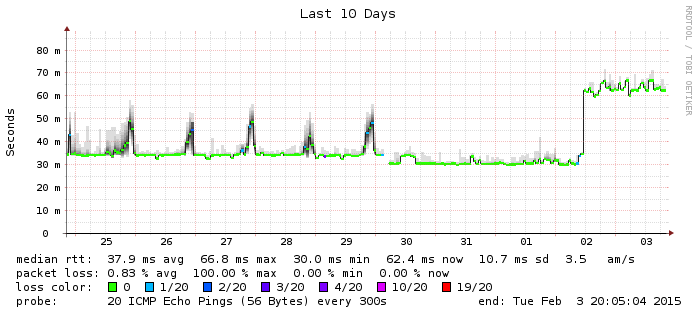 Last 10 Days
RRDTOOL / TOBI OETIKER
Seconds
80 m
70 m
60 m
50 m
40 m
30 m
20 m
10 m
0
25 26 27 28 29 30 31 01 02 03
median rtt: 37.9 ms avg 66.8 ms max 30.0 ms min 62.4 ms now 10.7 ms sd 3.5 am/s
packet loss: 0.83 % avg 100.00 % max 0.00 % min 0.00 % now
loss color: 0 1/20 2/20 3/20 4/20 10/20 19/20
probe: 20 ICMP Echo Pings (56 Bytes) every 300s end: Tue Feb 3 20:05:04 2015